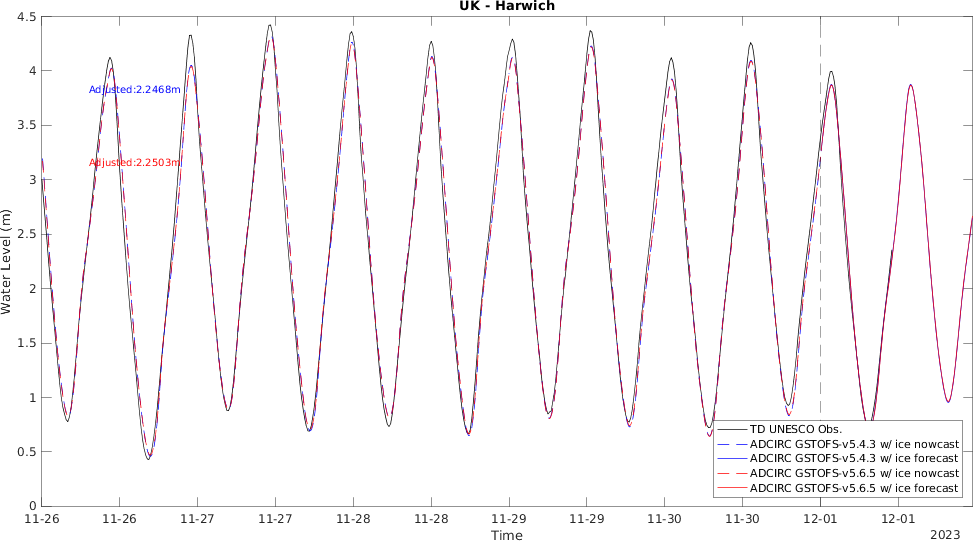 UK - Harwich
4.5
4
3.5
3
2.5
2
1.5
1
0.5
0
Water Level (m)
Adjusted:2.2468m
Adjusted:2.2503m
TD UNESCO Obs.
ADCIRC GSTOFS-v5.4.3 w/ ice nowcast
ADCIRC GSTOFS-v5.4.3 w/ ice forecast
ADCIRC GSTOFS-v5.6.5 w/ ice nowcast
ADCIRC GSTOFS-v5.6.5 w/ ice forecast
11-26 11-26 11-27 11-27 11-28 11-28 11-29 11-29 11-30 11-30 12-01 12-01
Time
2023